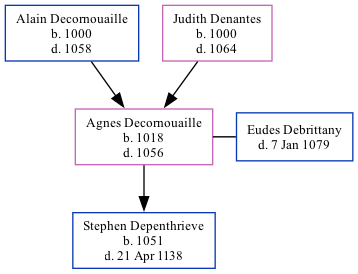 Alain Decornouaille
b. 1000
d. 1058
Judith Denantes
b. 1000
d. 1064
Agnes Decornouaille
b. 1018
d. 1056
Eudes Debrittany
d. 7 Jan 1079
Stephen Depenthrieve
b. 1051
d. 21 Apr 1138